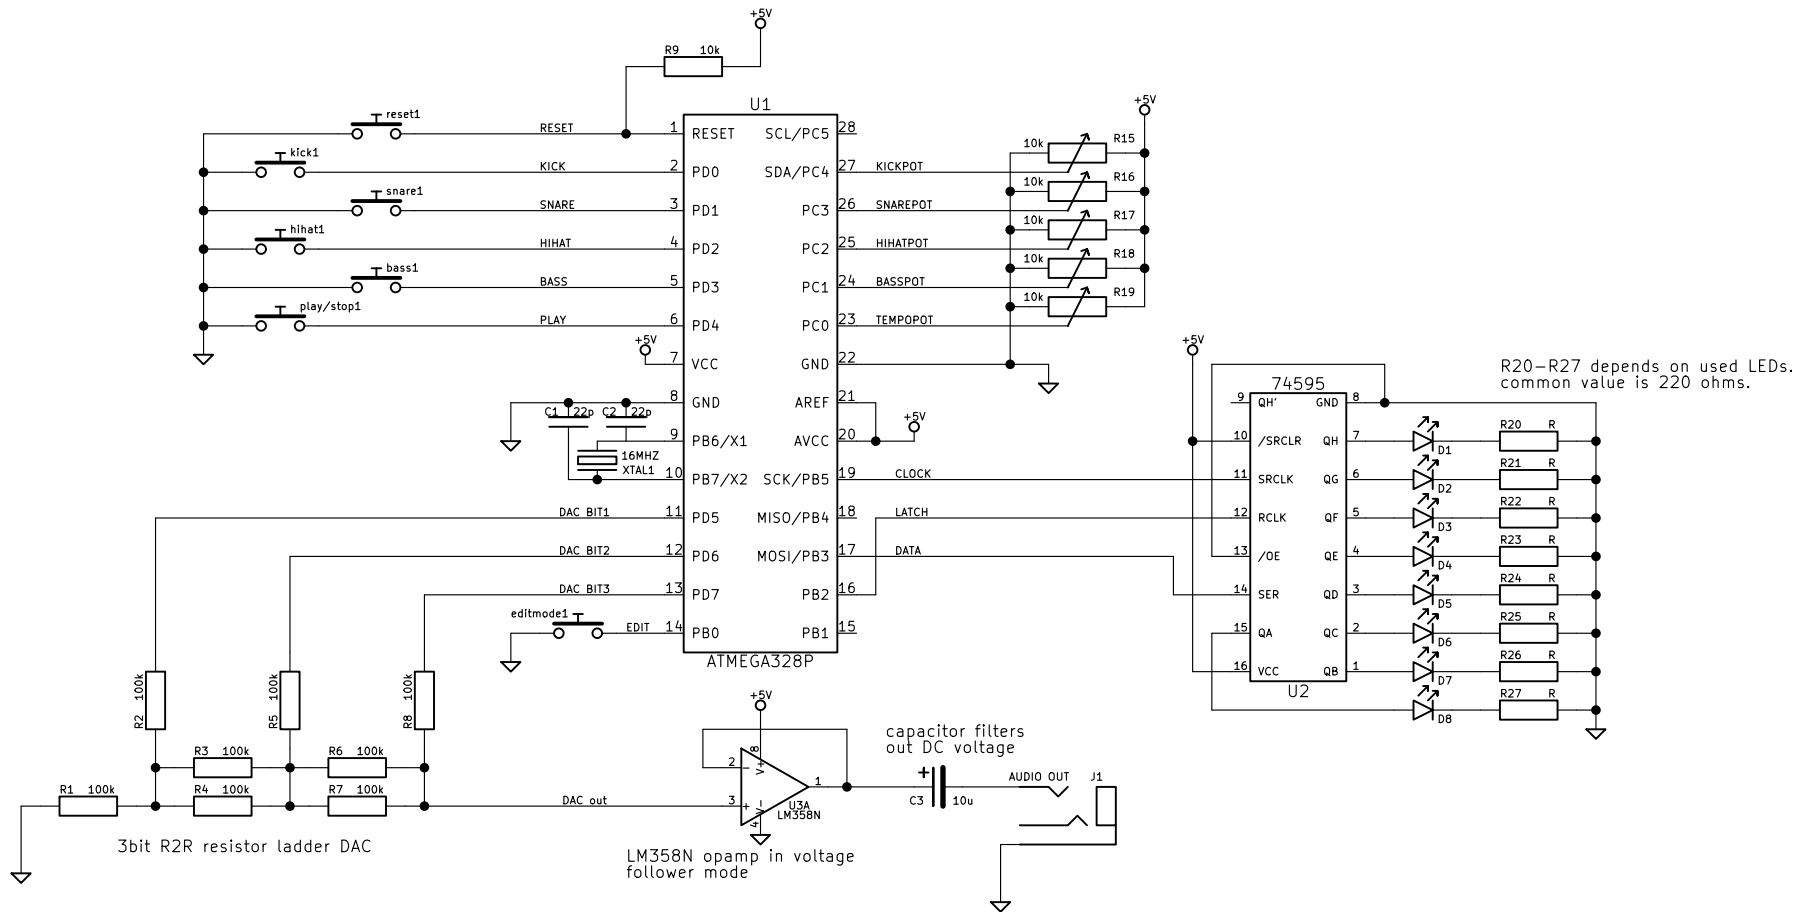 +5V
R9 10k
U1
+5V
reset1
RESET
1 RESET
SCL/PC5 28
10k R15
kick1
KICK
2 PD0
SDA/PC4 27
KICKPOT
10k R16
snare1
SNARE
3 PD1
PC3 26
SNAREPOT
10k R17
hihat1
HIHAT
4 PD2
PC2 25
HIHATPOT
10k R18
bass1
BASS
5 PD3
PC1 24
BASSPOT
10k R19
play/stop1
PLAY
6 PD4
PC0 23
TEMPOPOT
+5V
7 VCC
GND 22
8 GND
AREF 21
C1 22p
C2 22p
+5V
9 PB6/X1
AVCC 20
16MHZ
XTAL1
10 PB7/X2
SCK/PB5 19
CLOCK
DAC BIT1
11 PD5
MISO/PB4 18
LATCH
DAC BIT2
12 PD6
MOSI/PB3 17
DATA
DAC BIT3
13 PD7
PB2 16
editmode1
EDIT
14 PB0
PB1 15
ATMEGA328P
+5V
R20-R27 depends on used LEDs.
common value is 220 ohms.
74595
9 QH'
GND 8
10 /SRCLR
QH 7
D1
R20 R
11 SRCLK
QG 6
D2
R21 R
12 RCLK
QF 5
D3
R22 R
13 /OE
QE 4
D4
R23 R
14 SER
QD 3
D5
R24 R
15 QA
QC 2
D6
R25 R
16 VCC
QB 1
D7
R26 R
U2
D8
R27 R
R2 100k
R5 100k
R8 100k
R3 100k
R6 100k
R1 100k
R4 100k
R7 100k
DAC out
3bit R2R resistor ladder DAC
+5V
8
V+
2 -
1
3 +
V-
4
U3A
LM358N
LM358N opamp in voltage
follower mode
capacitor filters
out DC voltage
+
C3 10u
AUDIO OUT
J1